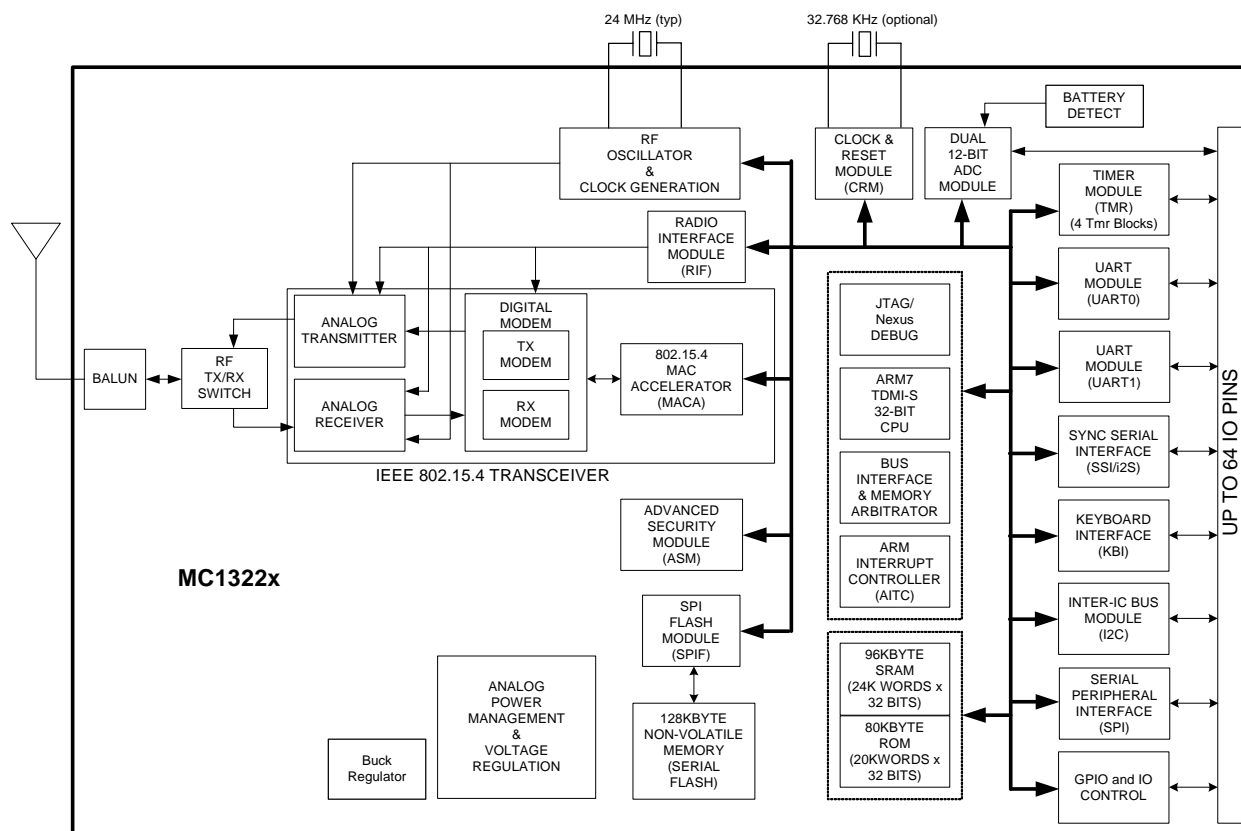 24 MHz (typ)
32.768 KHz (optional)
BATTERY
DETECT
RF
OSCILLATOR
&
CLOCK GENERATION
CLOCK &
RESET
MODULE
(CRM)
DUAL
12-BIT
ADC
MODULE
TIMER
MODULE
(TMR)
(4 Tmr Blocks)
RADIO
INTERFACE
MODULE
(RIF)
UART
MODULE
(UART0)
JTAG/
Nexus
DEBUG
ANALOG
TRANSMITTER
DIGITAL
MODEM
TX
MODEM
RX
MODEM
802.15.4
MAC
ACCELERATOR
(MACA)
BALUN
RF
TX/RX
SWITCH
ANALOG
RECEIVER
IEEE 802.15.4 TRANSCEIVER
ARM7
TDMI-S
32-BIT
CPU
UART
MODULE
(UART1)
BUS
INTERFACE
& MEMORY
ARBITRATOR
SYNC SERIAL
INTERFACE
(SSI/i2S)
UP TO 64 IO PINS
ADVANCED
SECURITY
MODULE
(ASM)
ARM
INTERRUPT
CONTROLLER
(AITC)
KEYBOARD
INTERFACE
(KBI)
MC1322x
SPI
FLASH
MODULE
(SPIF)
INTER-IC BUS
MODULE
(I2C)
ANALOG
POWER
MANAGEMENT
&
VOLTAGE
REGULATION
96KBYTE
SRAM
(24K WORDS x
32 BITS)
SERIAL
PERIPHERAL
INTERFACE
(SPI)
Buck
Regulator
128KBYTE
NON-VOLATILE
MEMORY
(SERIAL
FLASH)
80KBYTE
ROM
(20KWORDS x
32 BITS)
GPIO and IO
CONTROL